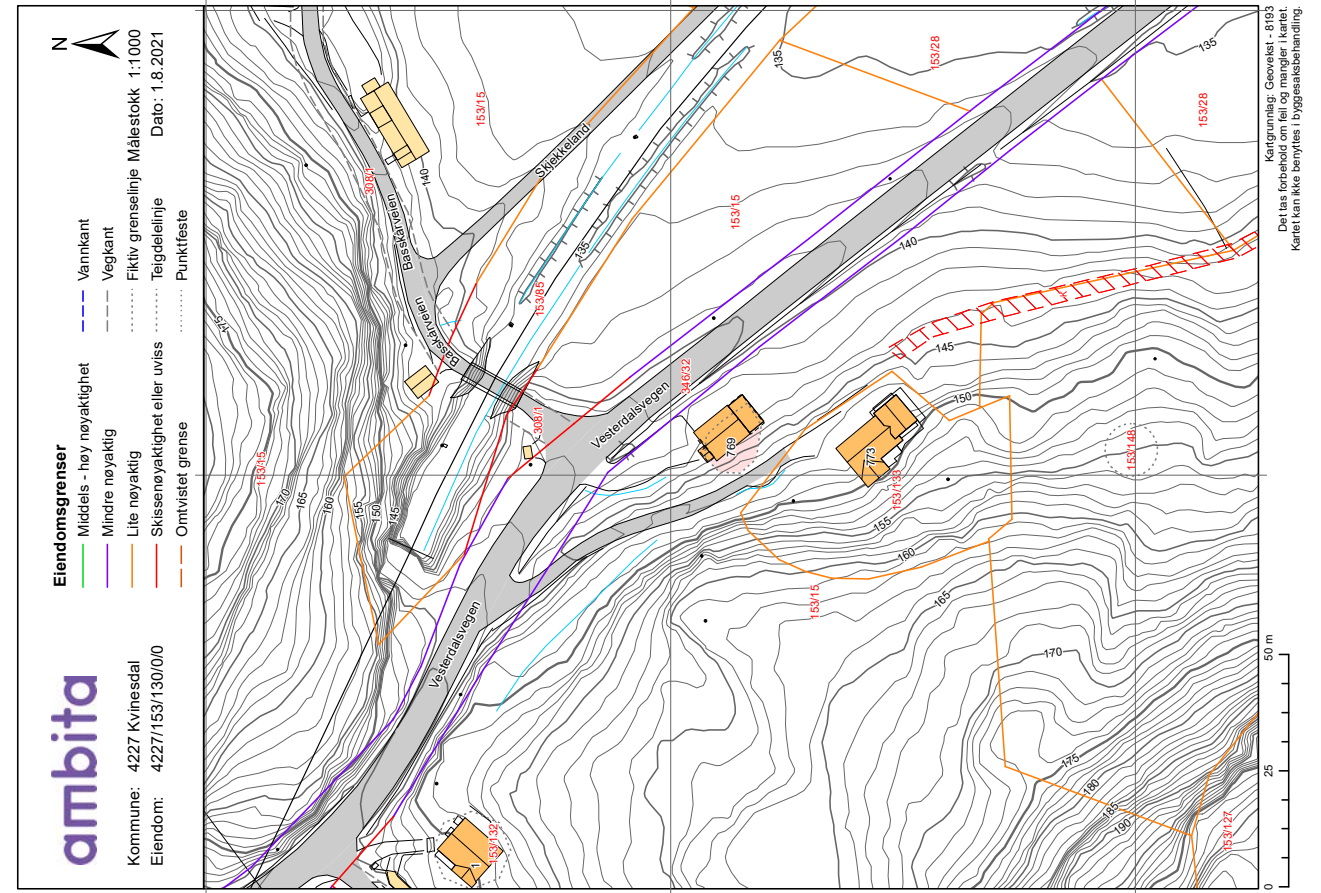 ambita
Kommune: 4227 Kvinesdal
Eiendom: 4227/153/130/0/0
Eiendomsgrenser
Middels - høy nøyaktighet
Mindre nøyaktig
Lite nøyaktig
Skissenøyaktighet eller uviss
Omtvistet grense
Vannkant
Vegkant
Fiktiv grenselinje
Teigdelelinje
Punktfeste
N
Målestokk 1:1000
Dato: 1.8.2021
175
153/15
170
165
160
155
150
145
308/1
140
Basskarveien
Basskarveien
153/15
Skjekkeland
135
153/85
308/1
Vesterdalsvegen
346/32
Vesterdalsvegen
1
153/132
769
773
153/133
153/15
153/28
135
135
153/28
140
145
150
155
160
165
153/15
153/148
170
175
180
185
190
153/127
0
25
50 m
Kartgrunnlag: Geovekst - 8193
Det tas forbehold om feil og mangler i kartet.
Kartet kan ikke benyttes i byggesaksbehandling.